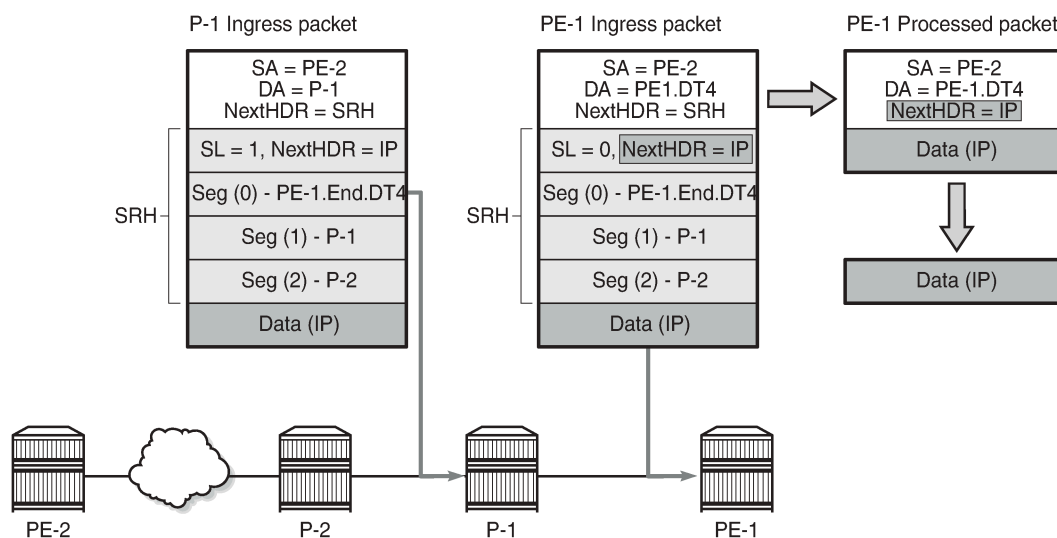 P-1 Ingress packet
SA = PE-2
DA = P-1
NextHDR = SRH
SL = 1, NextHDR = IP
Seg (0) - PE-1.End.DT4
Seg (1) - P-1
Seg (2) - P-2
Data (IP)
SRH
PE-1 Ingress packet
SA = PE-2
DA = PE1.DT4
NextHDR = SRH
SL = 0, NextHDR = IP
Seg (0) - PE-1.End.DT4
Seg (1) - P-1
Seg (2) - P-2
Data (IP)
SRH
PE-1 Processed packet
SA = PE-2
DA = PE-1.DT4
NextHDR = IP
Data (IP)
Data (IP)
PE-2
P-2
P-1
PE-1